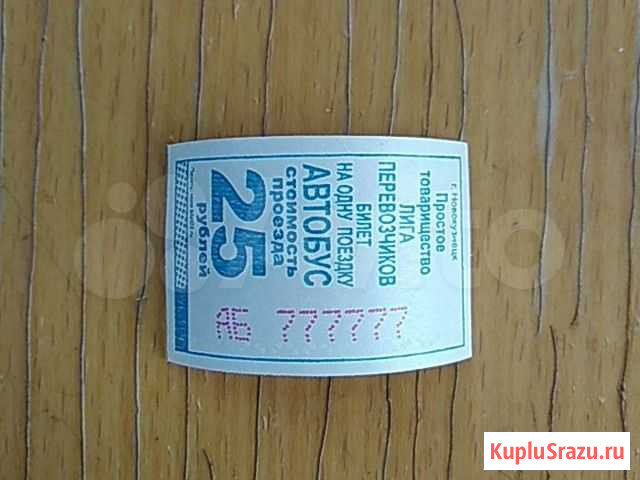 г. Новокузнецк
Простое
товарищество
ЛИГА
ПЕРЕВОЗЧИКОВ
БИЛЕТ
НА ОДНУ ПОЕЗДКУ
АВТОБУС
стоимость
проезда
25
рублей
АБ 777777
KupluSrazu.ru